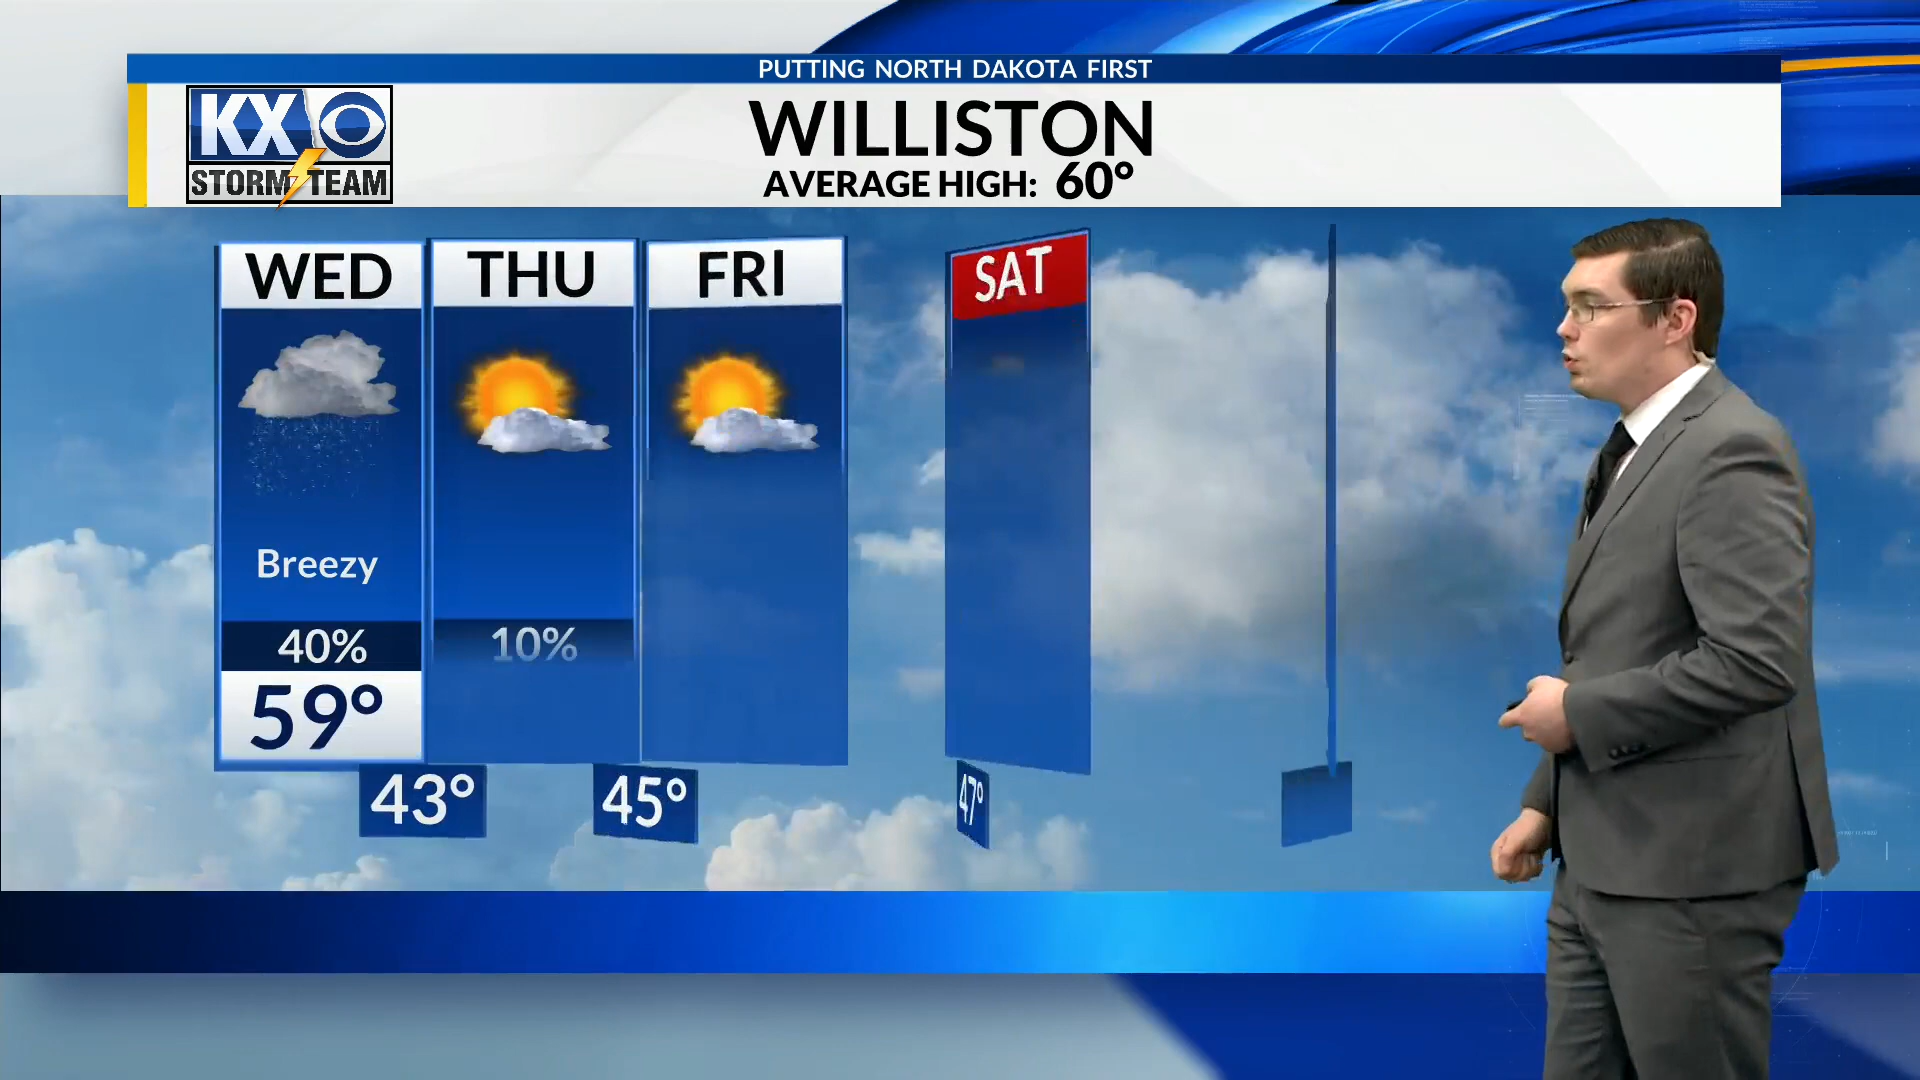 PUTTING NORTH DAKOTA FIRST
KX
STORM TEAM
WILLISTON
AVERAGE HIGH: 60°
WED
THU
FRI
SAT
Breezy
40%
10%
59°
43°
45°
47°